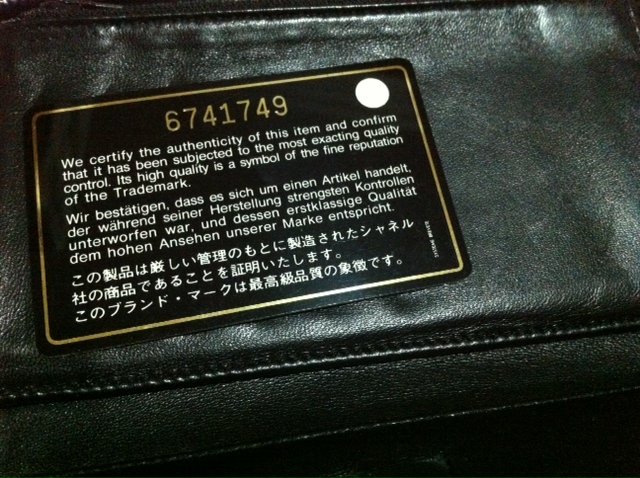 6741749
We certify the authenticity of this item and confirm
that it has been subjected to the most exacting quality
control. Its high quality is a symbol of the fine reputation
of the Trademark.
Wir bestätigen, dass es sich um einen Artikel handelt,
der während seiner Herstellung strengsten Kontrollen
unterworfen war, und dessen erstklassige Qualität
dem hohen Ansehen unserer Marke entspricht.
この製品は厳しい管理のもとに製造されたシャネル
社の商品であることを証明いたします。
このブランド・マークは最高級品質の象徴です。